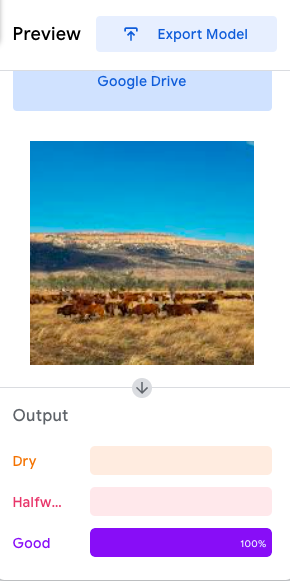 Preview
Export Model
Google Drive
Output
Dry
Halfw...
Good
100%